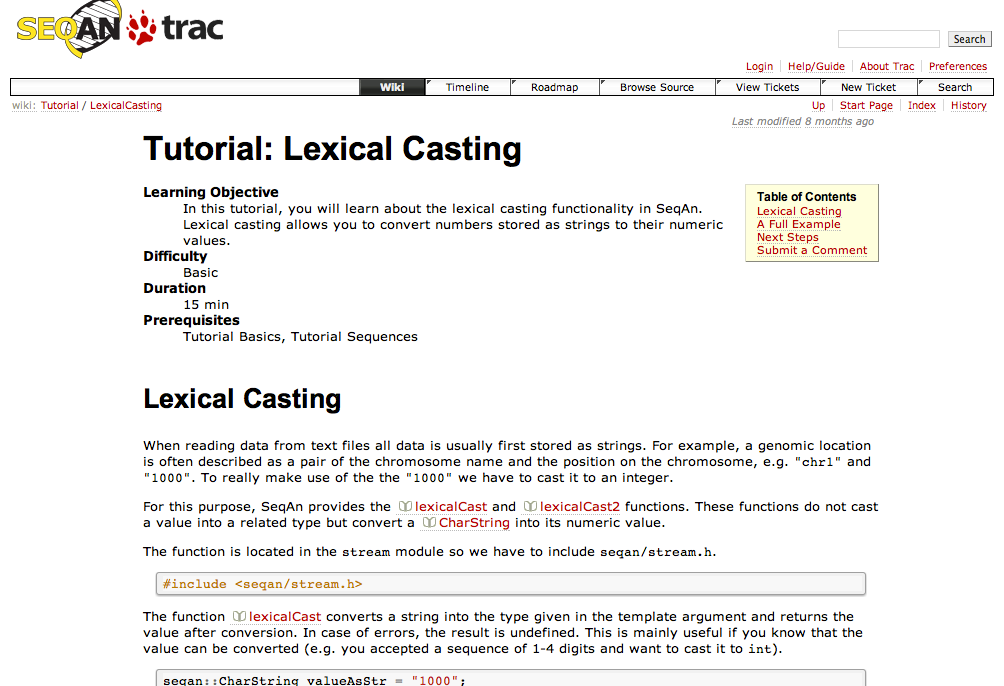 SEQAN trac
Search
Login Help/Guide About Trac Preferences
Wiki Timeline Roadmap Browse Source View Tickets New Ticket Search
wiki: Tutorial / LexicalCasting
Up Start Page Index History
Last modified 8 months ago
Tutorial: Lexical Casting
Learning Objective
In this tutorial, you will learn about the lexical casting functionality in SeqAn.
Lexical casting allows you to convert numbers stored as strings to their numeric
values.
Difficulty
Basic
Duration
15 min
Prerequisites
Tutorial Basics, Tutorial Sequences
Table of Contents
Lexical Casting
A Full Example
Next Steps
Submit a Comment
Lexical Casting
When reading data from text files all data is usually first stored as strings. For example, a genomic location
is often described as a pair of the chromosome name and the position on the chromosome, e.g. "chr1" and
"1000". To really make use of the the "1000" we have to cast it to an integer.
For this purpose, SeqAn provides the lexicalCast and lexicalCast2 functions. These functions do not cast
a value into a related type but convert a CharString into its numeric value.
The function is located in the stream module so we have to include seqan/stream.h.
#include <seqan/stream.h>
The function lexicalCast converts a string into the type given in the template argument and returns the
value after conversion. In case of errors, the result is undefined. This is mainly useful if you know that the
value can be converted (e.g. you accepted a sequence of 1-4 digits and want to cast it to int).
seqan::CharString valueAsStr = "1000";